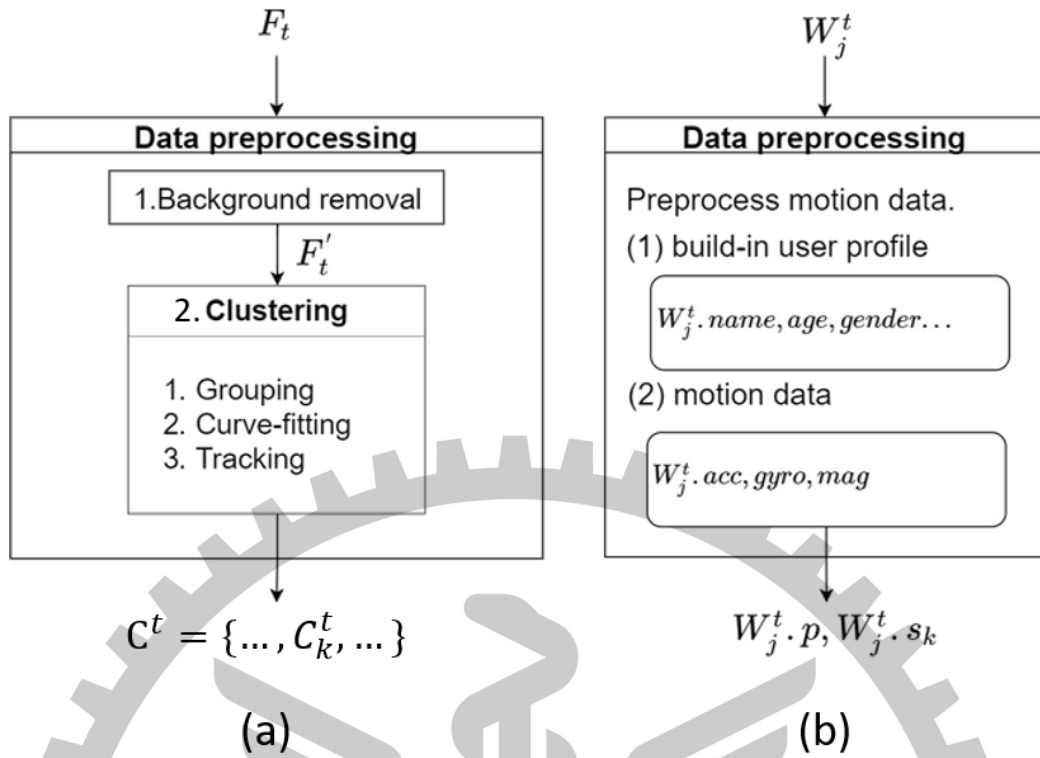 F_t
Data preprocessing
1.Background removal
F_t^'
2. Clustering
1. Grouping
2. Curve-fitting
3. Tracking
C^t = {…, C_k^t, …}
(a)
W_j^t
Data preprocessing
Preprocess motion data.
(1) build-in user profile
W_j^t. name, age, gender…
(2) motion data
W_j^t. acc, gyro, mag
W_j^t. p, W_j^t. s_k
(b)